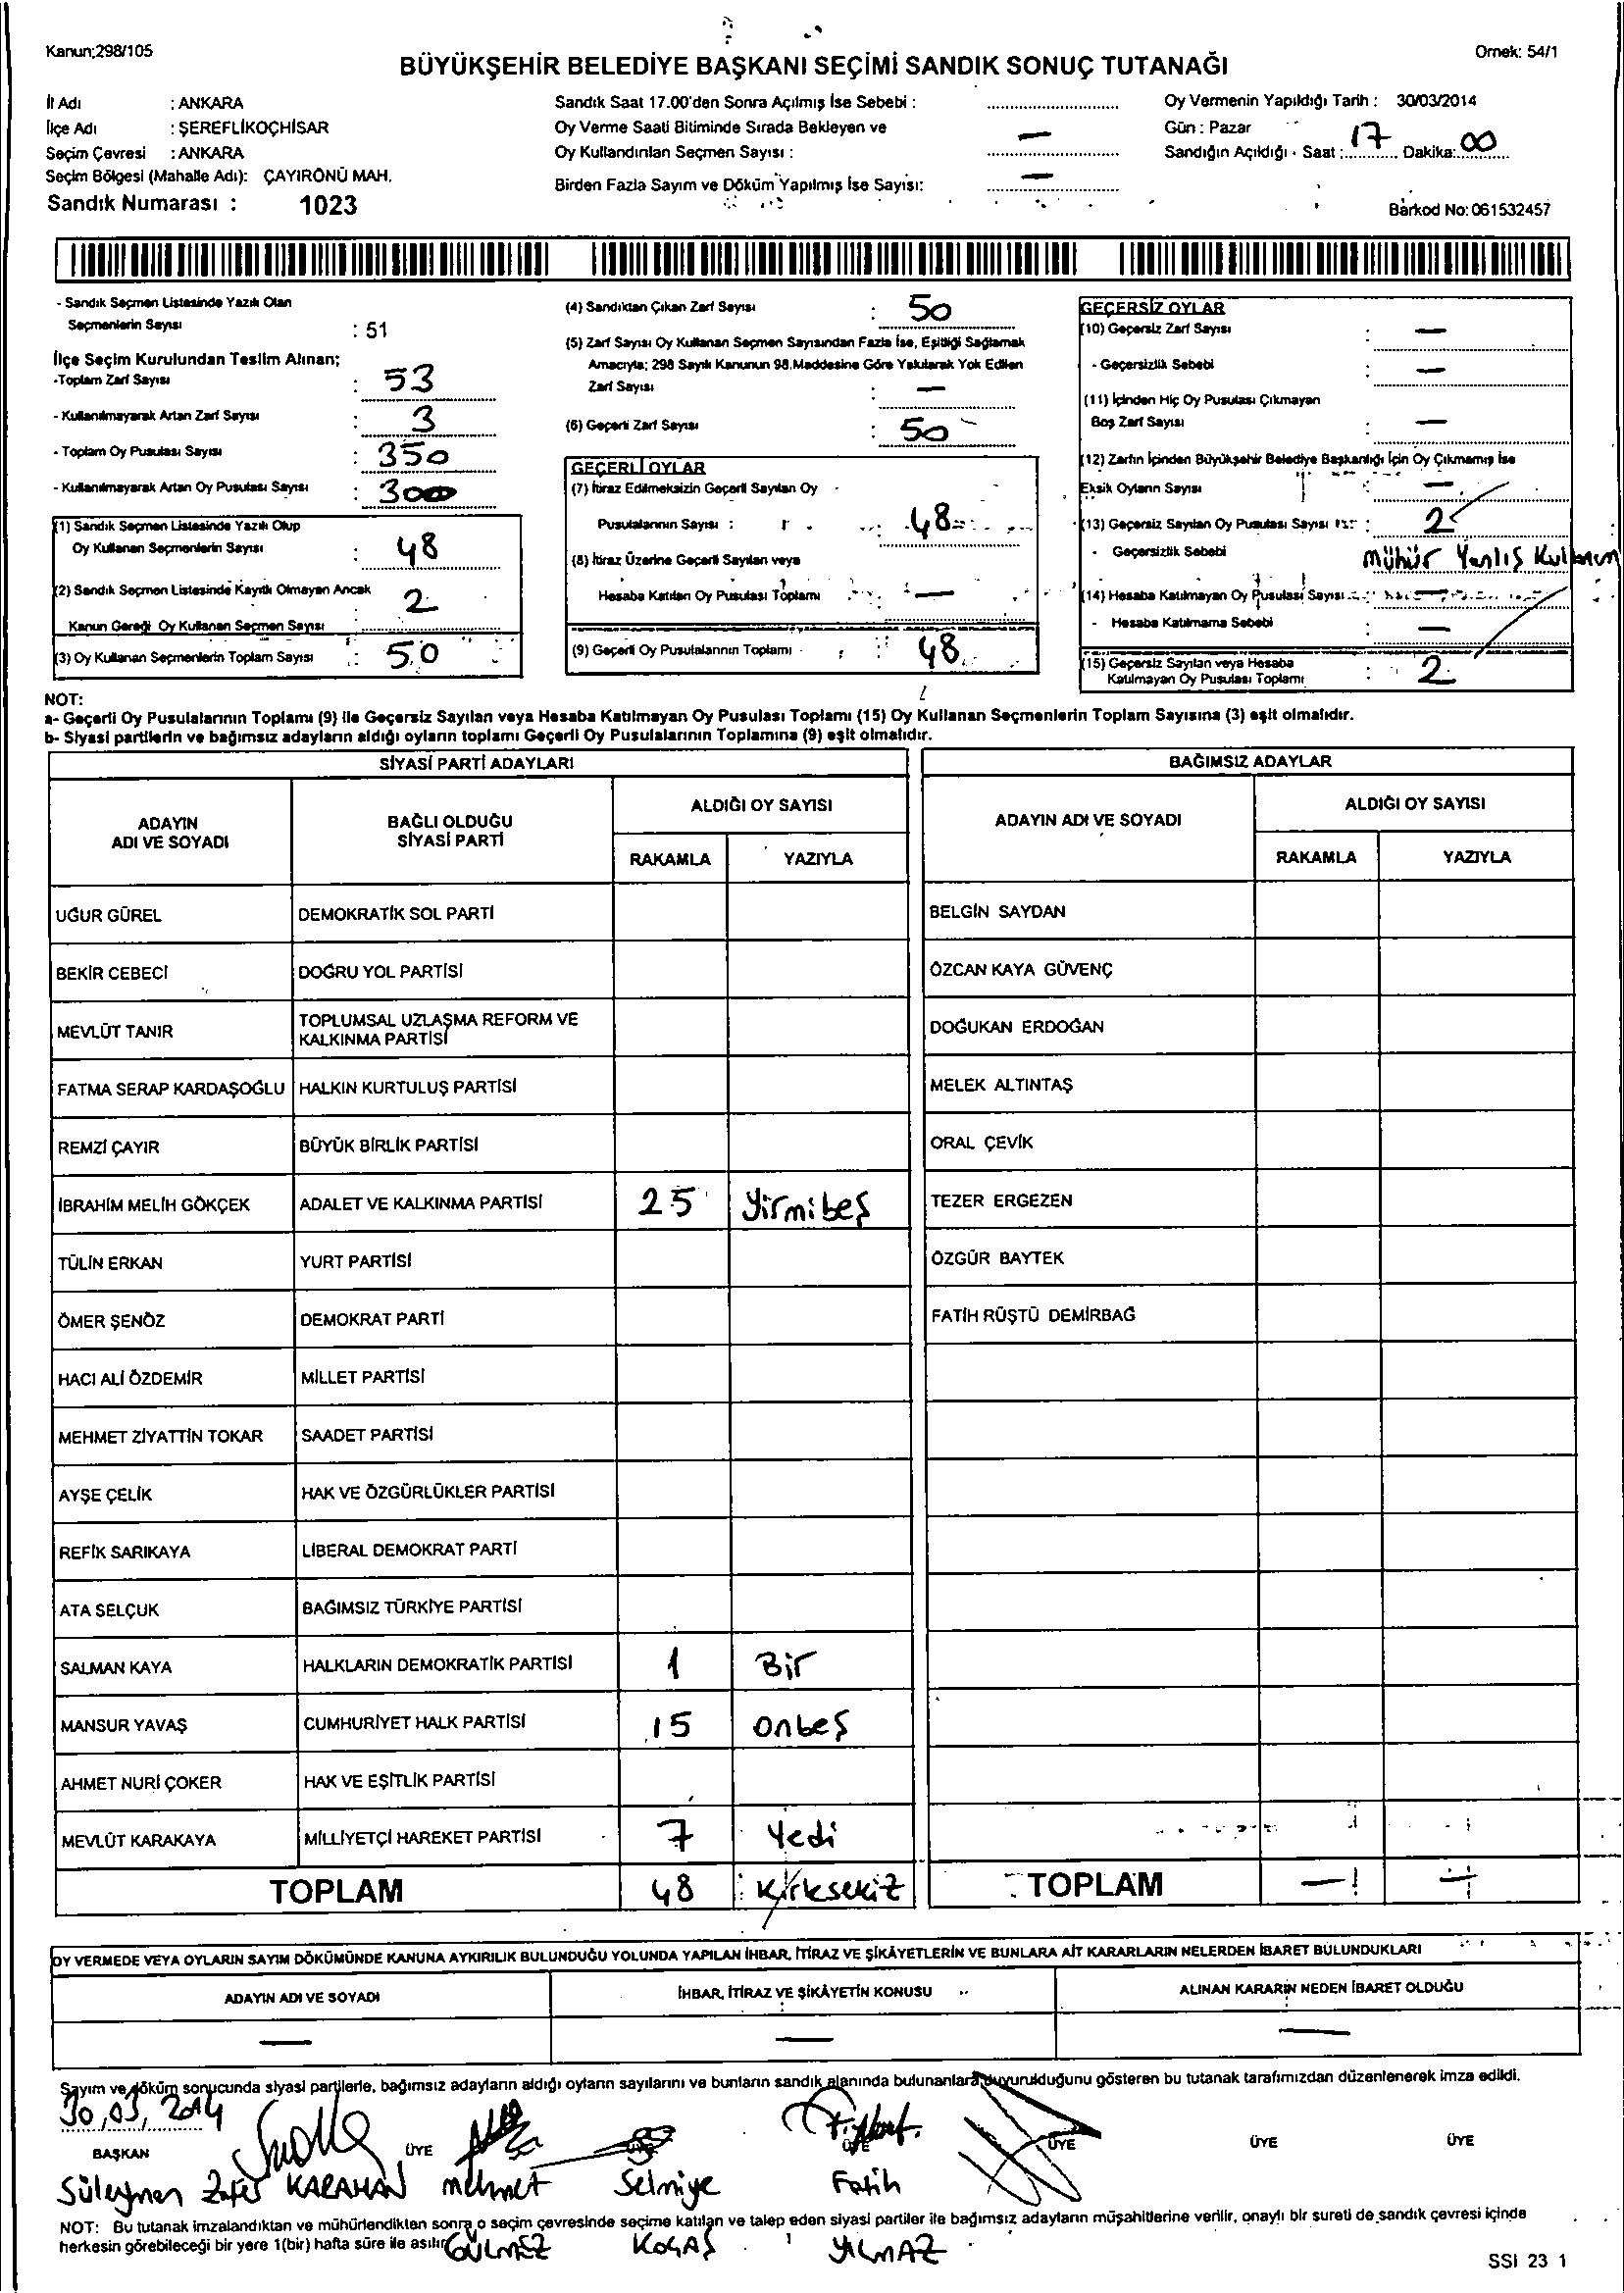 Kanun;298/105
Ornek: 54/1
BÜYÜKŞEHİR BELEDİYE BAŞKANI SEÇİMİ SANDIK SONUÇ TUTANAĞI
İl Adı : ANKARA
İlçe Adı : ŞEREFLİKOÇHİSAR
Seçim Çevresi : ANKARA
Seçim Bölgesi (Mahalle Adı): ÇAYIRÖNÜ MAH.
Sandık Numarası : 1023
Sandık Saat 17.00'den Sonra Açılmış İse Sebebi :
Oy Verme Saati Bitiminde Sırada Bekleyen ve
Oy Kullandırılan Seçmen Sayısı : —
Birden Fazla Sayım ve Döküm Yapılmış İse Sayısı: —
Oy Vermenin Yapıldığı Tarih : 30/03/2014
Gün : Pazar
Sandığın Açıldığı - Saat : 17 Dakika: 00
Barkod No: 061532457
- Sandık Seçmen Listesinde Yazılı Olan
Seçmenlerin Sayısı : 51
İlçe Seçim Kurulundan Teslim Alınan;
-Toplam Zarf Sayısı : 53
- Kullanılmayarak Artan Zarf Sayısı : 3
- Toplam Oy Pusulası Sayısı : 350
- Kullanılmayarak Artan Oy Pusulası Sayısı : 300
(1) Sandık Seçmen Listesinde Yazılı Olup
Oy Kullanan Seçmenlerin Sayısı : 48
(2) Sandık Seçmen Listesinde Kayıtlı Olmayan Ancak
Kanun Gereği Oy Kullanan Seçmen Sayısı : 2
(3) Oy Kullanan Seçmenlerin Toplam Sayısı : 50
(4) Sandıktan Çıkan Zarf Sayısı : 50
(5) Zarf Sayısı Oy Kullanan Seçmen Sayısından Fazla İse, Eşitliği Sağlamak
Amacıyla; 298 Sayılı Kanunun 98.Maddesine Göre Yakılarak Yok Edilen
Zarf Sayısı : —
(6) Geçerli Zarf Sayısı : 50
GEÇERLİ OYLAR
(7) İtiraz Edilmeksizin Geçerli Sayılan Oy
Pusulalarının Sayısı : 48
(8) İtiraz Üzerine Geçerli Sayılan veya
Hesaba Katılan Oy Pusulası Toplamı —
(9) Geçerli Oy Pusulalarının Toplamı : 48
GEÇERSİZ OYLAR
(10) Geçersiz Zarf Sayısı : —
- Geçersizlik Sebebi : —
(11) İçinden Hiç Oy Pusulası Çıkmayan
Boş Zarf Sayısı : —
(12) Zarfın İçinden Büyükşehir Belediye Başkanlığı İçin Oy Çıkmamış İse
Eksik Oyların Sayısı : —
(13) Geçersiz Sayılan Oy Pusulası Sayısı : 2
- Geçersizlik Sebebi Mühür Yanlış Kullanım
(14) Hesaba Katılmayan Oy Pusulası Sayısı —
- Hesaba Katılmama Sebebi : —
(15) Geçersiz Sayılan veya Hesaba
Katılmayan Oy Pusulası Toplamı : 2
NOT:
a- Geçerli Oy Pusulalarının Toplamı (9) ile Geçersiz Sayılan veya Hesaba Katılmayan Oy Pusulası Toplamı (15) Oy Kullanan Seçmenlerin Toplam Sayısına (3) eşit olmalıdır.
b- Siyasi partilerin ve bağımsız adayların aldığı oyların toplamı Geçerli Oy Pusulalarının Toplamına (9) eşit olmalıdır.
SİYASİ PARTİ ADAYLARI
ADAYIN ADI VE SOYADI
BAĞLI OLDUĞU SİYASİ PARTİ
ALDIĞI OY SAYISI
RAKAMLA YAZIYLA
UĞUR GÜREL DEMOKRATİK SOL PARTİ
BEKİR CEBECİ DOĞRU YOL PARTİSİ
MEVLÜT TANIR TOPLUMSAL UZLAŞMA REFORM VE KALKINMA PARTİSİ
FATMA SERAP KARDAŞOĞLU HALKIN KURTULUŞ PARTİSİ
REMZİ ÇAYIR BÜYÜK BİRLİK PARTİSİ
İBRAHİM MELİH GÖKÇEK ADALET VE KALKINMA PARTİSİ 25 Yirmibeş
TÜLİN ERKAN YURT PARTİSİ
ÖMER ŞENÖZ DEMOKRAT PARTİ
HACI ALİ ÖZDEMİR MİLLET PARTİSİ
MEHMET ZİYATTİN TOKAR SAADET PARTİSİ
AYŞE ÇELİK HAK VE ÖZGÜRLÜKLER PARTİSİ
REFİK SARIKAYA LİBERAL DEMOKRAT PARTİ
ATA SELÇUK BAĞIMSIZ TÜRKİYE PARTİSİ
SALMAN KAYA HALKLARIN DEMOKRATİK PARTİSİ 1 Bir
MANSUR YAVAŞ CUMHURİYET HALK PARTİSİ 15 onbeş
AHMET NURİ ÇOKER HAK VE EŞİTLİK PARTİSİ
MEVLÜT KARAKAYA MİLLİYETÇİ HAREKET PARTİSİ 7 Yedi
TOPLAM 48 Kırksekiz
BAĞIMSIZ ADAYLAR
ADAYIN ADI VE SOYADI
ALDIĞI OY SAYISI
RAKAMLA YAZIYLA
BELGİN SAYDAN
ÖZCAN KAYA GÜVENÇ
DOĞUKAN ERDOĞAN
MELEK ALTINTAŞ
ORAL ÇEVİK
TEZER ERGEZEN
ÖZGÜR BAYTEK
FATİH RÜŞTÜ DEMİRBAĞ
TOPLAM — —
OY VERMEDE VEYA OYLARIN SAYIM DÖKÜMÜNDE KANUNA AYKIRILIK BULUNDUĞU YOLUNDA YAPILAN İHBAR, İTİRAZ VE ŞİKÂYETLERİN VE BUNLARA AİT KARARLARIN NELERDEN İBARET BULUNDUKLARI
ADAYIN ADI VE SOYADI İHBAR, İTİRAZ VE ŞİKÂYETİN KONUSU ALINAN KARARIN NEDEN İBARET OLDUĞU
— — —
Sayım ve döküm sonucunda siyasi partilerle, bağımsız adayların aldığı oyların sayılarını ve bunların sandık alanında bulunanlara duyurulduğunu gösteren bu tutanak tarafımızdan düzenlenerek imza edildi.
30,03,2014
BAŞKAN ÜYE ÜYE ÜYE ÜYE ÜYE ÜYE
Süleyman Zafer KARAHAN Mehmet Selmiye Fatih
NOT: Bu tutanak imzalandıktan ve mühürlendikten sonra o seçim çevresinde seçime katılan ve talep eden siyasi partiler ile bağımsız adayların müşahitlerine verilir, onaylı bir sureti de sandık çevresi içinde
herkesin görebileceği bir yere 1(bir) hafta süre ile asılır.
GÜLMEZ KOÇAŞ YILMAZ
SSI 23 1